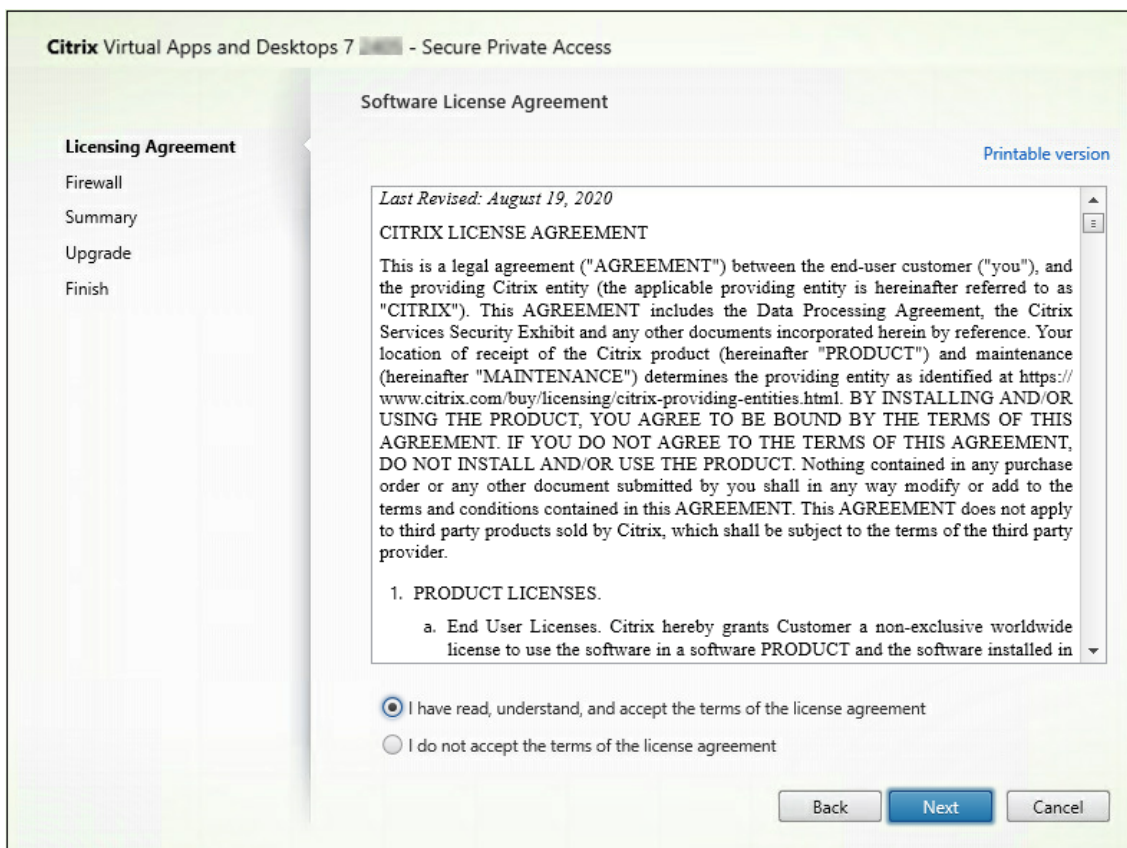 Citrix Virtual Apps and Desktops 7 - Secure Private Access
Software License Agreement
Licensing Agreement
Firewall
Summary
Upgrade
Finish
Printable version
Last Revised: August 19, 2020
CITRIX LICENSE AGREEMENT
This is a legal agreement ("AGREEMENT") between the end-user customer ("you"), and
the providing Citrix entity (the applicable providing entity is hereinafter referred to as
"CITRIX"). This AGREEMENT includes the Data Processing Agreement, the Citrix
Services Security Exhibit and any other documents incorporated herein by reference. Your
location of receipt of the Citrix product (hereinafter "PRODUCT") and maintenance
(hereinafter "MAINTENANCE") determines the providing entity as identified at https://
www.citrix.com/buy/licensing/citrix-providing-entities.html. BY INSTALLING AND/OR
USING THE PRODUCT, YOU AGREE TO BE BOUND BY THE TERMS OF THIS
AGREEMENT. IF YOU DO NOT AGREE TO THE TERMS OF THIS AGREEMENT,
DO NOT INSTALL AND/OR USE THE PRODUCT. Nothing contained in any purchase
order or any other document submitted by you shall in any way modify or add to the
terms and conditions contained in this AGREEMENT. This AGREEMENT does not apply
to third party products sold by Citrix, which shall be subject to the terms of the third party
provider.
1. PRODUCT LICENSES.
a. End User Licenses. Citrix hereby grants Customer a non-exclusive worldwide
license to use the software in a software PRODUCT and the software installed in
I have read, understand, and accept the terms of the license agreement
I do not accept the terms of the license agreement
Back
Next
Cancel